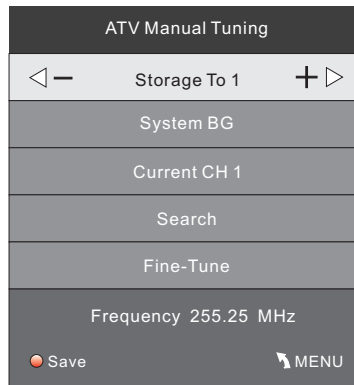 ATV Manual Tuning
Storage To 1
System BG
Current CH 1
Search
Fine-Tune
Frequency 255.25 MHz
Save MENU